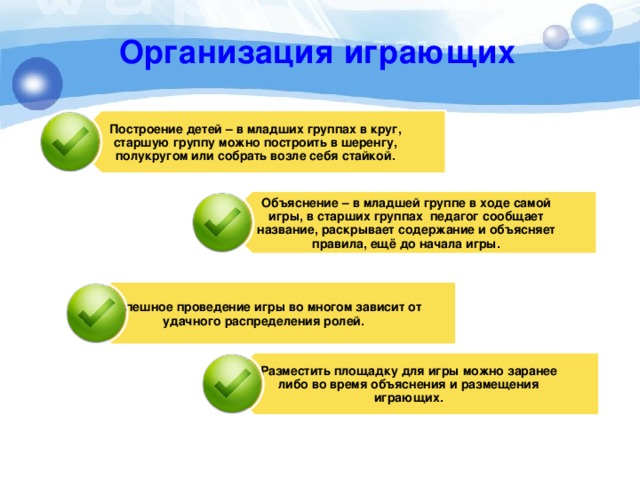 Организация играющих
Построение детей – в младших группах в круг,
старшую группу можно построить в шеренгу,
полукругом или собрать возле себя стайкой.
Объяснение – в младшей группе в ходе самой
игры, в старших группах педагог сообщает
название, раскрывает содержание и объясняет
правила, ещё до начала игры.
пешное проведение игры во многом зависит от
удачного распределения ролей.
Разместить площадку для игры можно заранее
либо во время объяснения и размещения
играющих.